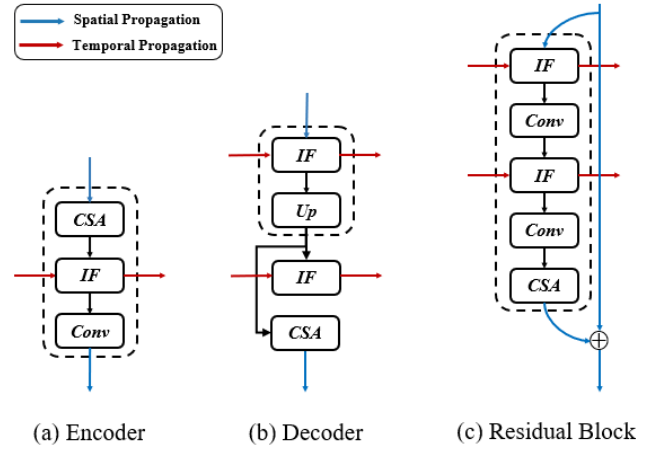 Spatial Propagation
Temporal Propagation
CSA
IF
Conv
(a) Encoder
IF
Up
IF
CSA
(b) Decoder
IF
Conv
IF
Conv
CSA
(c) Residual Block